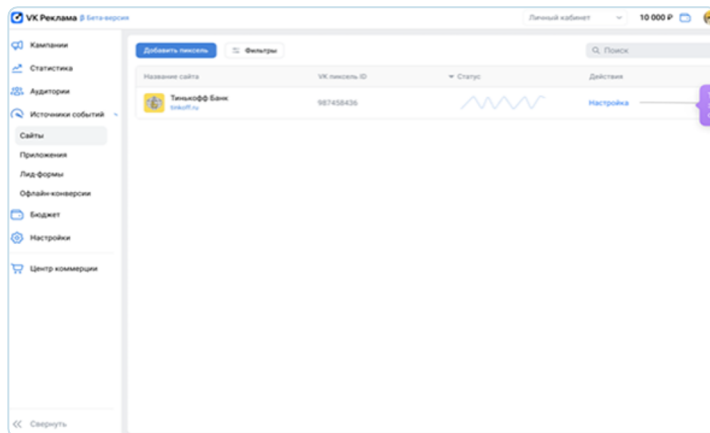 VK Реклама β Бета-версия
Личный кабинет
10 000 ₽
Кампании
Статистика
Аудитории
Источники событий
Сайты
Приложения
Лид-формы
Офлайн-конверсии
Бюджет
Настройки
Центр коммерции
Свернуть
Добавить пиксель
Фильтры
Поиск
Название сайта
VK пиксель ID
Статус
Действия
Тинькофф Банк
tinkoff.ru
987458436
Настройка